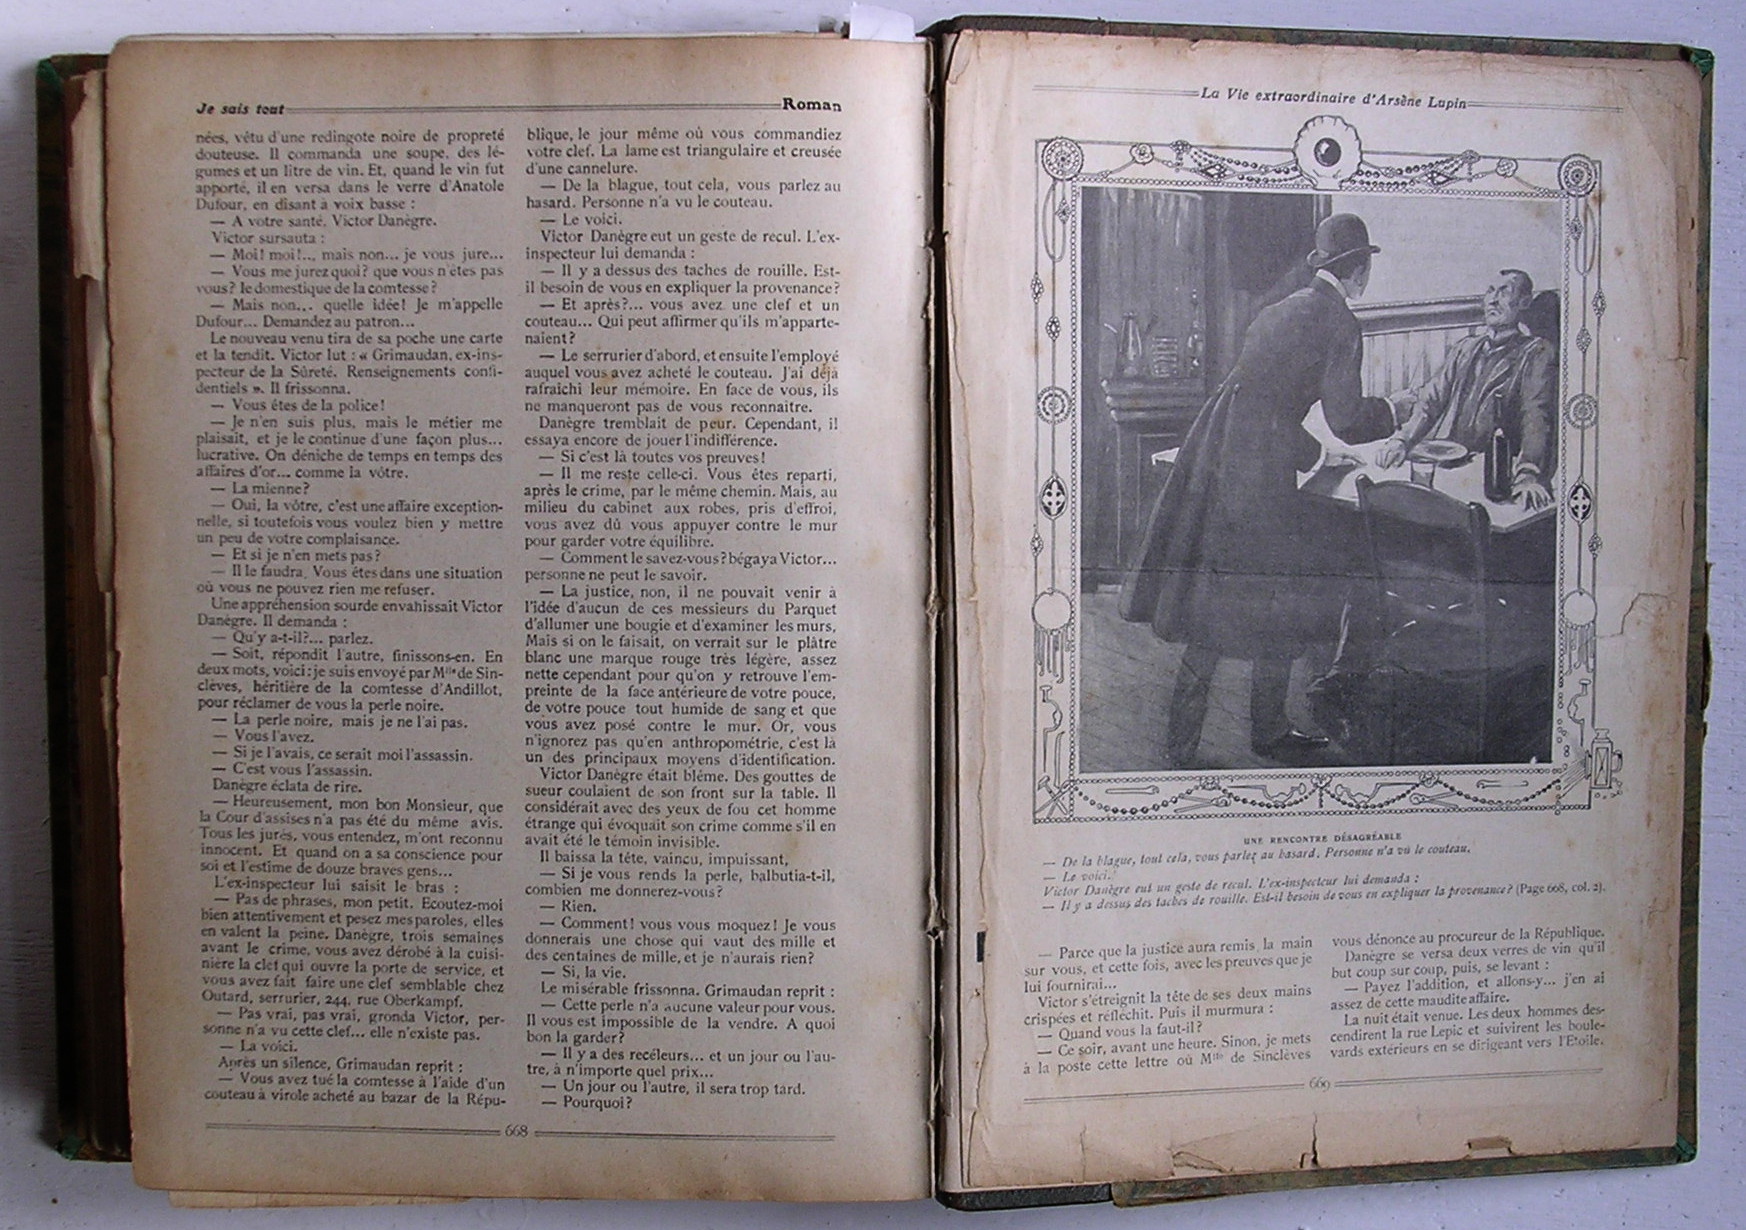 Je sais tout
Roman
nées, vêtu d'une redingote noire de propreté
douteuse. Il commanda une soupe, des lé-
gumes et un litre de vin. Et, quand le vin fut
apporté, il en versa dans le verre d'Anatole
Dufour, en disant à voix basse :
— A votre santé, Victor Danègre.
Victor sursauta :
— Moi! moi!... mais non... je vous jure...
— Vous me jurez quoi? que vous n'êtes pas
vous? le domestique de la comtesse?
— Mais non... quelle idée! Je m'appelle
Dufour... Demandez au patron...
Le nouveau venu tira de sa poche une carte
et la tendit. Victor lut : « Grimaudan, ex-ins-
pecteur de la Sûreté. Renseignements confi-
dentiels ». Il frissonna.
— Vous êtes de la police!
— Je n'en suis plus, mais le métier me
plaisait, et je le continue d'une façon plus...
lucrative. On déniche de temps en temps des
affaires d'or... comme la vôtre.
— La mienne?
— Oui, la vôtre, c'est une affaire exception-
nelle, si toutefois vous voulez bien y mettre
un peu de votre complaisance.
— Et si je n'en mets pas?
— Il le faudra. Vous êtes dans une situation
où vous ne pouvez rien me refuser.
Une appréhension sourde envahissait Victor
Danègre. Il demanda :
— Qu'y a-t-il?... parlez.
— Soit, répondit l'autre, finissons-en. En
deux mots, voici : je suis envoyé par Mlle de Sin-
clèves, héritière de la comtesse d'Andillot,
pour réclamer de vous la perle noire.
— La perle noire, mais je ne l'ai pas.
— Vous l'avez.
— Si je l'avais, ce serait moi l'assassin.
— C'est vous l'assassin.
Danègre éclata de rire.
— Heureusement, mon bon Monsieur, que
la Cour d'assises n'a pas été du même avis.
Tous les jurés, vous entendez, m'ont reconnu
innocent. Et quand on a sa conscience pour
soi et l'estime de douze braves gens...
L'ex-inspecteur lui saisit le bras :
— Pas de phrases, mon petit. Ecoutez-moi
bien attentivement et pesez mes paroles, elles
en valent la peine. Danègre, trois semaines
avant le crime, vous avez dérobé à la cuisi-
nière la clef qui ouvre la porte de service, et
vous avez fait faire une clef semblable chez
Outard, serrurier, 244, rue Oberkampf.
— Pas vrai, pas vrai, gronda Victor, per-
sonne n'a vu cette clef... elle n'existe pas.
— La voici.
Après un silence, Grimaudan reprit :
— Vous avez tué la comtesse à l'aide d'un
couteau à virole acheté au bazar de la Répu-
blique, le jour même où vous commandiez
votre clef. La lame est triangulaire et creusée
d'une cannelure.
— De la blague, tout cela, vous parlez au
hasard. Personne n'a vu le couteau.
— Le voici.
Victor Danègre eut un geste de recul. L'ex-
inspecteur lui demanda :
— Il y a dessus des taches de rouille. Est-
il besoin de vous en expliquer la provenance?
— Et après?... vous avez une clef et un
couteau... Qui peut affirmer qu'ils m'apparte-
naient?
— Le serrurier d'abord, et ensuite l'employé
auquel vous avez acheté le couteau. J'ai déjà
rafraîchi leur mémoire. En face de vous, ils
ne manqueront pas de vous reconnaître.
Danègre tremblait de peur. Cependant, il
essaya encore de jouer l'indifférence.
— Si c'est là toutes vos preuves!
— Il me reste celle-ci. Vous êtes reparti,
après le crime, par le même chemin. Mais, au
milieu du cabinet aux robes, pris d'effroi,
vous avez dû vous appuyer contre le mur
pour garder votre équilibre.
— Comment le savez-vous? bégaya Victor...
personne ne peut le savoir.
— La justice, non, il ne pouvait venir à
l'idée d'aucun de ces messieurs du Parquet
d'allumer une bougie et d'examiner les murs.
Mais si on le faisait, on verrait sur le plâtre
blanc une marque rouge très légère, assez
nette cependant pour qu'on y retrouve l'em-
preinte de la face antérieure de votre pouce,
de votre pouce tout humide de sang et que
vous avez posé contre le mur. Or, vous
n'ignorez pas qu'en anthropométrie, c'est là
un des principaux moyens d'identification.
Victor Danègre était blême. Des gouttes de
sueur coulaient de son front sur la table. Il
considérait avec des yeux de fou cet homme
étrange qui évoquait son crime comme s'il en
avait été le témoin invisible.
Il baissa la tête, vaincu, impuissant,
— Si je vous rends la perle, balbutia-t-il,
combien me donnerez-vous?
— Rien.
— Comment! vous vous moquez! Je vous
donnerais une chose qui vaut des mille et
des centaines de mille, et je n'aurais rien?
— Si, la vie.
Le misérable frissonna. Grimaudan reprit :
— Cette perle n'a aucune valeur pour vous.
Il vous est impossible de la vendre. A quoi
bon la garder?
— Il y a des recéleurs... et un jour ou l'au-
tre, à n'importe quel prix...
— Un jour ou l'autre, il sera trop tard.
— Pourquoi?
668
La Vie extraordinaire d'Arsène Lupin
UNE RENCONTRE DÉSAGRÉABLE
— De la blague, tout cela, vous parlez au hasard. Personne n'a vu le couteau.
— Le voici.
Victor Danègre eut un geste de recul. L'ex-inspecteur lui demanda :
— Il y a dessus des taches de rouille. Est-il besoin de vous en expliquer la provenance? (Page 668, col. 2).
— Parce que la justice aura remis la main
sur vous, et cette fois, avec les preuves que je
lui fournirai...
Victor s'étreignit la tête de ses deux mains
crispées et réfléchit. Puis il murmura :
— Quand vous la faut-il?
— Ce soir, avant une heure. Sinon, je mets
à la poste cette lettre où Mlle de Sinclèves
vous dénonce au procureur de la République.
Danègre se versa deux verres de vin qu'il
but coup sur coup, puis, se levant :
— Payez l'addition, et allons-y... j'en ai
assez de cette maudite affaire.
La nuit était venue. Les deux hommes des-
cendirent la rue Lepic et suivirent les boule-
vards extérieurs en se dirigeant vers l'Etoile.
669